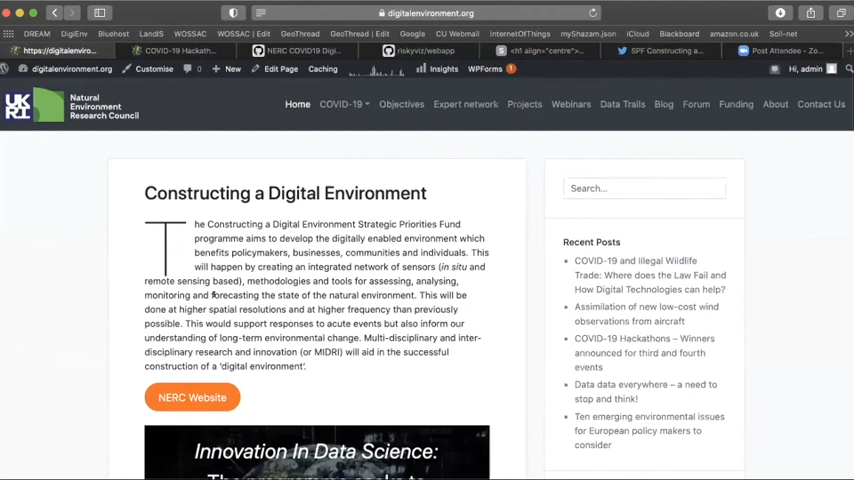 digitalenvironment.org
DREAM DigiEnv Bluehost LandIS WOSSAC WOSSAC | Edit GeoThread GeoThread | Edit Google CU Webmail InternetOfThings myShazam.json iCloud Blackboard amazon.co.uk Soil-net
https://digitalenviro... COVID-19 Hackath... NERC COVID19 Digi... riskyviz/webapp <h1 align="centre">... SPF Constructing a... Post Attendee - Zo...
digitalenvironment.org Customise 0 New Edit Page Caching Insights WPForms 1 Hi, admin
UKRI
Natural
Environment
Research Council
Home COVID-19 Objectives Expert network Projects Webinars Data Trails Blog Forum Funding About Contact Us
Constructing a Digital Environment
The Constructing a Digital Environment Strategic Priorities Fund
programme aims to develop the digitally enabled environment which
benefits policymakers, businesses, communities and individuals. This
will happen by creating an integrated network of sensors (in situ and
remote sensing based), methodologies and tools for assessing, analysing,
monitoring and forecasting the state of the natural environment. This will be
done at higher spatial resolutions and at higher frequency than previously
possible. This would support responses to acute events but also inform our
understanding of long-term environmental change. Multi-disciplinary and inter-
disciplinary research and innovation (or MIDRI) will aid in the successful
construction of a ‘digital environment’.
NERC Website
Innovation In Data Science:
The programme seeks to
Search...
Recent Posts
COVID-19 and Illegal Wildlife
Trade: Where does the Law Fail and
How Digital Technologies can help?
Assimilation of new low-cost wind
observations from aircraft
COVID-19 Hackathons – Winners
announced for third and fourth
events
Data data everywhere – a need to
stop and think!
Ten emerging environmental issues
for European policy makers to
consider